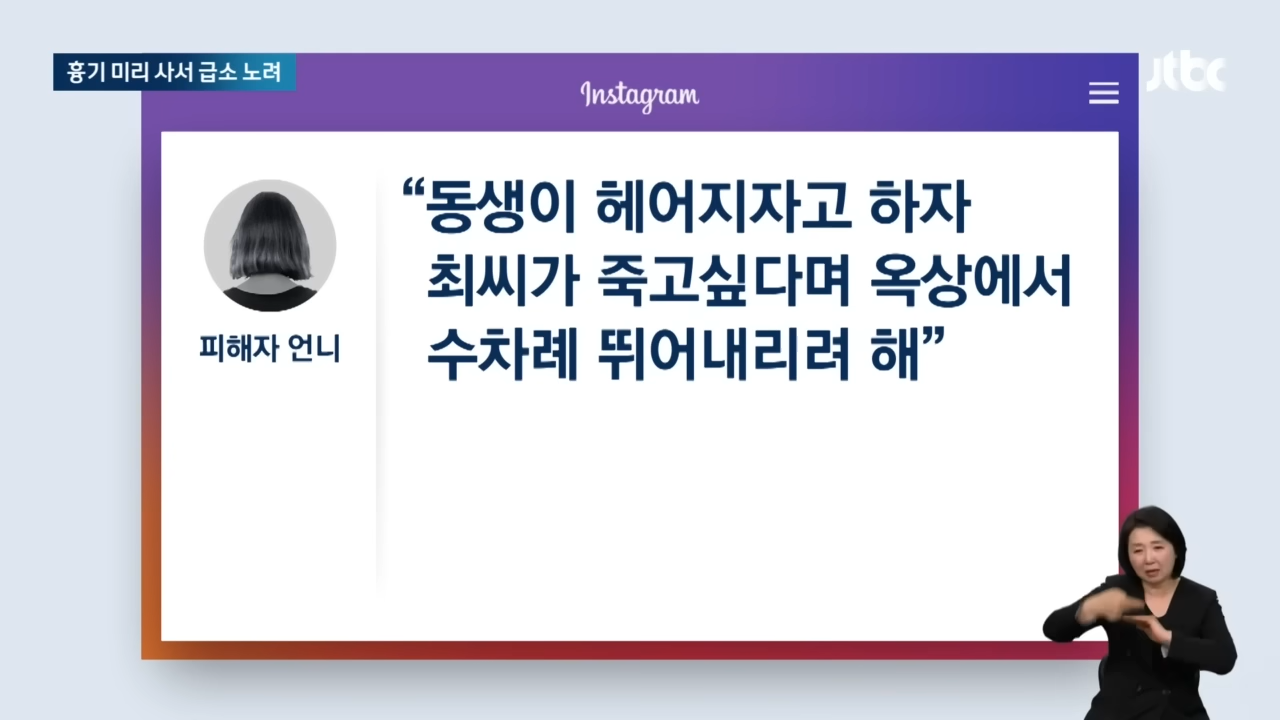 흉기 미리 사서 급소 노려
Instagram
jtbc
“동생이 헤어지자고 하자
최씨가 죽고싶다며 옥상에서
수차례 뛰어내리려 해”
피해자 언니